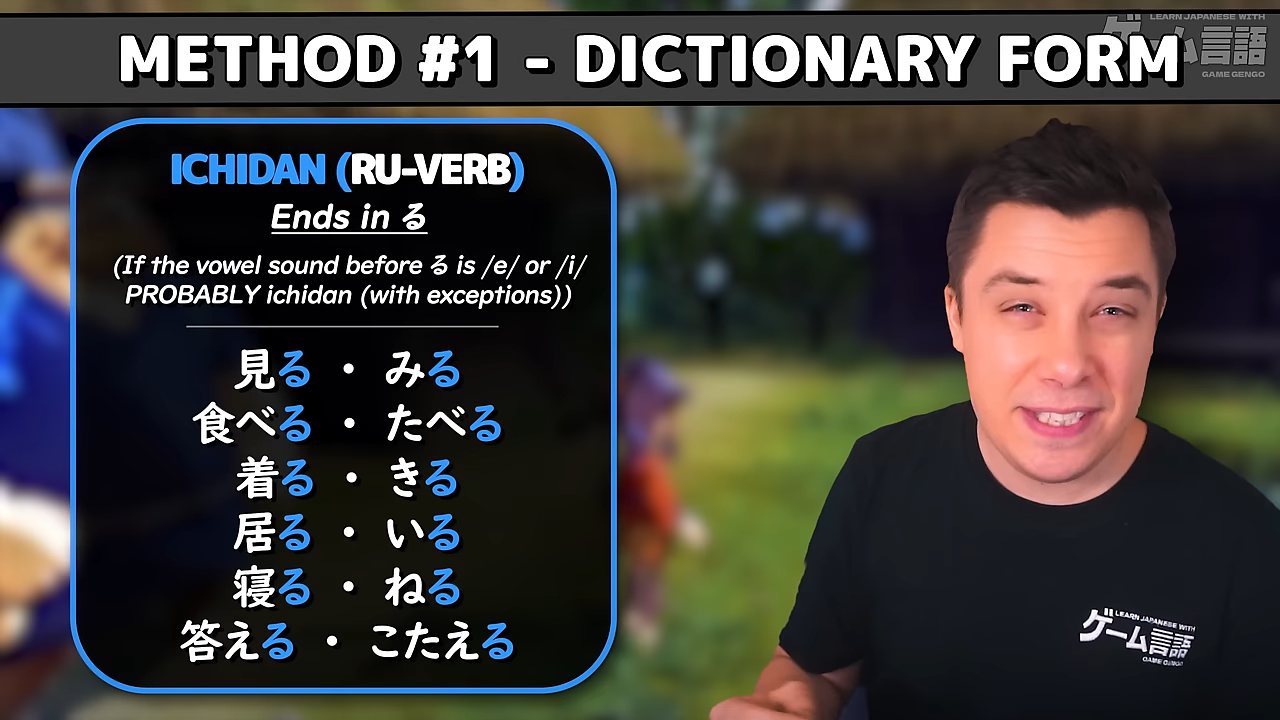 LEARN JAPANESE WITH
ゲーム言語
GAME GENGO
METHOD #1 - DICTIONARY FORM
ICHIDAN (RU-VERB)
Ends in る
(If the vowel sound before る is /e/ or /i/
PROBABLY ichidan (with exceptions))
見る ・ みる
食べる ・ たべる
着る ・ きる
居る ・ いる
寝る ・ ねる
答える ・ こたえる
LEARN JAPANESE WITH
ゲーム言語
GAME GENGO